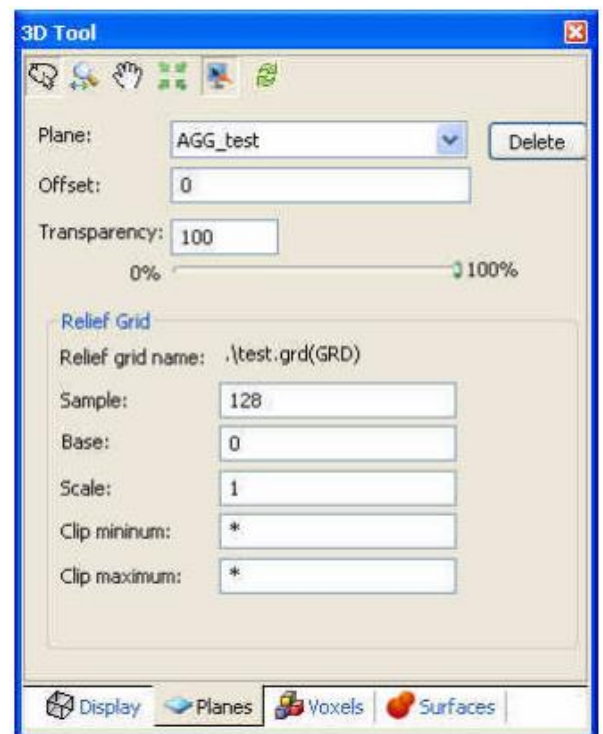 3D Tool
Plane: AGG_test Delete
Offset: 0
Transparency: 100
0% 100%
Relief Grid
Relief grid name: .\test.grd(GRD)
Sample: 128
Base: 0
Scale: 1
Clip mininum: *
Clip maximum: *
Display Planes Voxels Surfaces